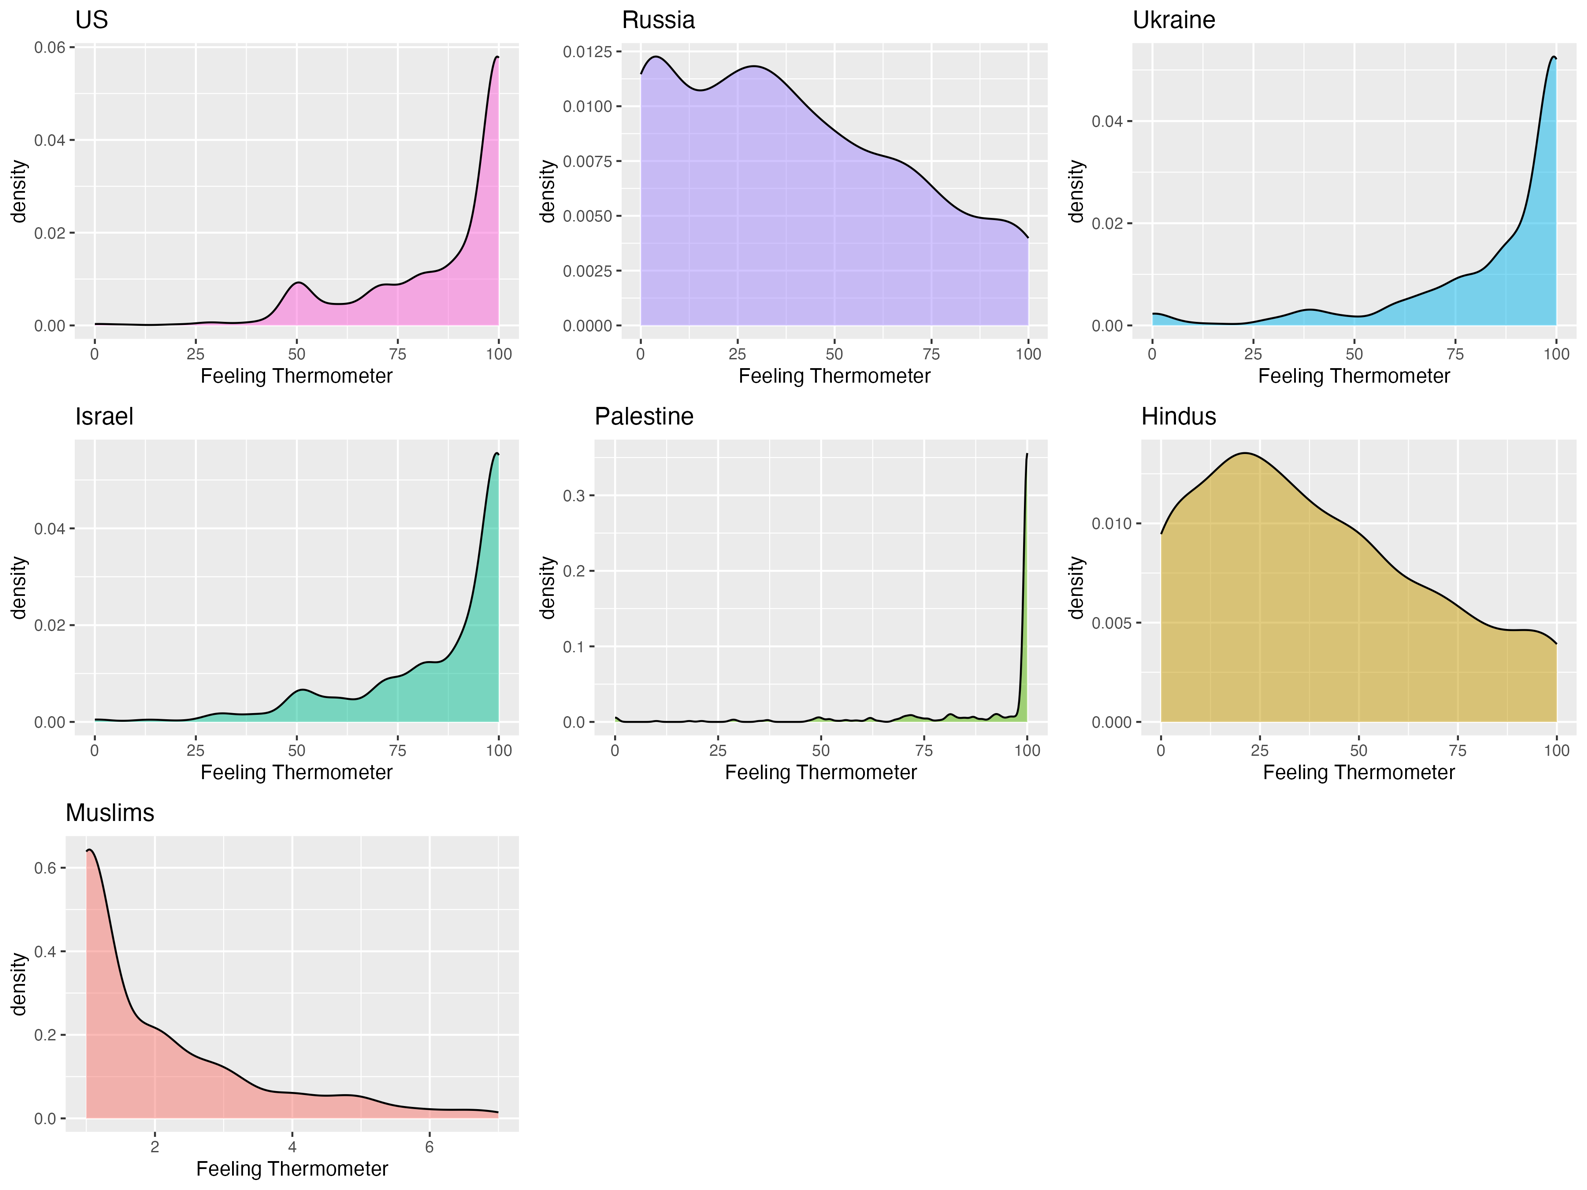 US
Russia
Ukraine
0.06
0.04
0.02
0.00
density
0 25 50 75 100
Feeling Thermometer
0.0125
0.0100
0.0075
0.0050
0.0025
0.0000
density
0 25 50 75 100
Feeling Thermometer
0.04
0.02
0.00
density
0 25 50 75 100
Feeling Thermometer
Israel
Palestine
Hindus
0.04
0.02
0.00
density
0 25 50 75 100
Feeling Thermometer
0.3
0.2
0.1
0.0
density
0 25 50 75 100
Feeling Thermometer
0.010
0.005
0.000
density
0 25 50 75 100
Feeling Thermometer
Muslims
0.6
0.4
0.2
0.0
density
2 4 6
Feeling Thermometer